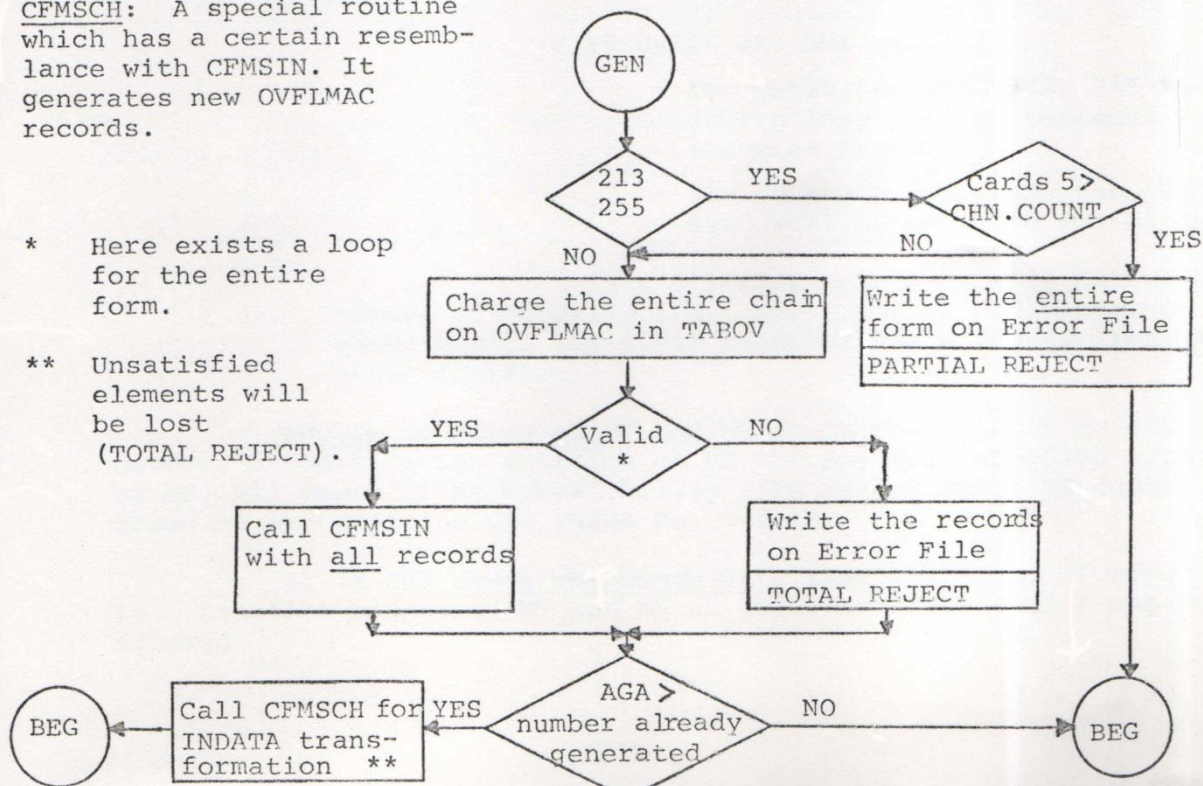 CFMSCH: A special routine
which has a certain resemb-
lance with CFMSIN. It
generates new OVFLMAC
records.
* Here exists a loop
for the entire
form.
** Unsatisfied
elements will
be lost
(TOTAL REJECT).
GEN
213
255
YES
NO
Cards 5>
CHN.COUNT
NO
YES
Charge the entire chain
on OVFLMAC in TABOV
Write the entire
form on Error File
PARTIAL REJECT
Valid
*
YES
NO
Call CFMSIN
with all records
Write the records
on Error File
TOTAL REJECT
AGA >
number already
generated
YES
NO
Call CFMSCH for
INDATA trans-
formation **
BEG
BEG